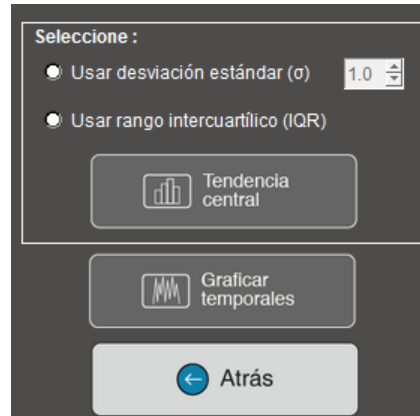 Seleccione :
Usar desviación estándar (σ) 1.0
Usar rango intercuartílico (IQR)
Tendencia
central
Graficar
temporales
Atrás